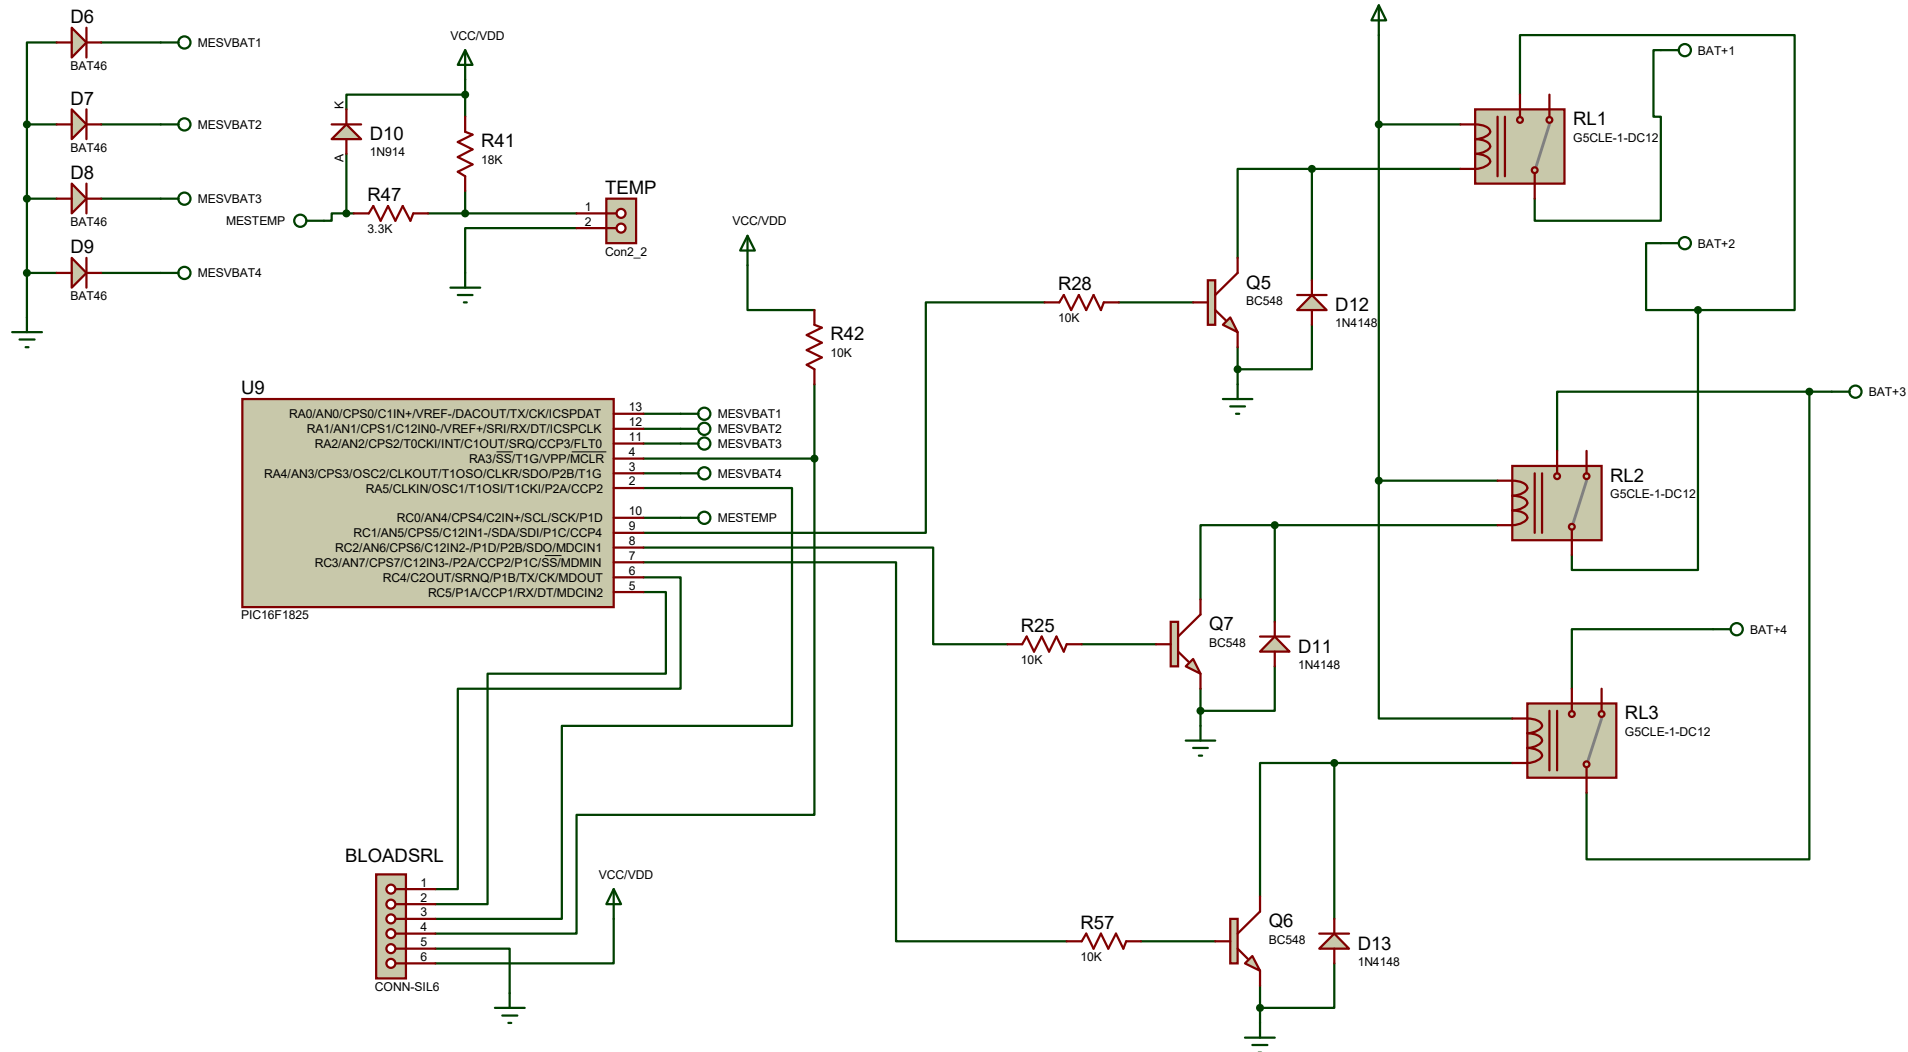 D6
BAT46
MESVBAT1
D7
BAT46
MESVBAT2
D8
BAT46
MESVBAT3
D9
BAT46
MESVBAT4
VCC/VDD
K
A
D10
1N914
R41
18K
R47
3.3K
MESTEMP
TEMP
1
2
Con2_2
VCC/VDD
R42
10K
U9
RA0/AN0/CPS0/C1IN+/VREF-/DACOUT/TX/CK/ICSPDAT
RA1/AN1/CPS1/C12IN0-/VREF+/SRI/RX/DT/ICSPCLK
RA2/AN2/CPS2/T0CKI/INT/C1OUT/SRQ/CCP3/FLT0
RA3/SS/T1G/VPP/MCLR
RA4/AN3/CPS3/OSC2/CLKOUT/T1OSO/CLKR/SDO/P2B/T1G
RA5/CLKIN/OSC1/T1OSI/T1CKI/P2A/CCP2
RC0/AN4/CPS4/C2IN+/SCL/SCK/P1D
RC1/AN5/CPS5/C12IN1-/SDA/SDI/P1C/CCP4
RC2/AN6/CPS6/C12IN2-/P1D/P2B/SDO/MDCIN1
RC3/AN7/CPS7/C12IN3-/P2A/CCP2/P1C/SS/MDMIN
RC4/C2OUT/SRNQ/P1B/TX/CK/MDOUT
RC5/P1A/CCP1/RX/DT/MDCIN2
13
12
11
4
3
2
10
9
8
7
6
5
MESVBAT1
MESVBAT2
MESVBAT3
MESVBAT4
MESTEMP
PIC16F1825
BLOADSRL
1
2
3
4
5
6
CONN-SIL6
VCC/VDD
R28
10K
Q5
BC548
D12
1N4148
RL1
G5CLE-1-DC12
BAT+1
BAT+2
BAT+3
R25
10K
Q7
BC548
D11
1N4148
RL2
G5CLE-1-DC12
BAT+4
R57
10K
Q6
BC548
D13
1N4148
RL3
G5CLE-1-DC12